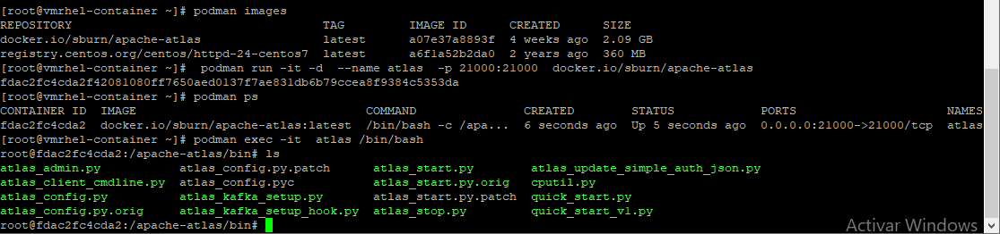 [root@vmrhel-container ~]# podman images
REPOSITORY TAG IMAGE ID CREATED SIZE
docker.io/sburn/apache-atlas latest a07e37a8893f 4 weeks ago 2.09 GB
registry.centos.org/centos/httpd-24-centos7 latest a6f1a52b2da0 2 years ago 360 MB
[root@vmrhel-container ~]#  podman run -it -d  --name atlas  -p 21000:21000  docker.io/sburn/apache-atlas
fdac2fc4cda2f42081080ff7650aed0137f7ae831db6b79ccea8f9384c5353da
[root@vmrhel-container ~]# podman ps
CONTAINER ID IMAGE COMMAND CREATED STATUS PORTS NAMES
fdac2fc4cda2 docker.io/sburn/apache-atlas:latest /bin/bash -c /apa... 6 seconds ago Up 5 seconds ago 0.0.0.0:21000->21000/tcp atlas
[root@vmrhel-container ~]# podman exec -it  atlas /bin/bash
root@fdac2fc4cda2:/apache-atlas/bin# ls
atlas_admin.py atlas_config.py.patch atlas_start.py atlas_update_simple_auth_json.py
atlas_client_cmdline.py atlas_config.pyc atlas_start.py.orig cputil.py
atlas_config.py atlas_kafka_setup.py atlas_start.py.patch quick_start.py
atlas_config.py.orig atlas_kafka_setup_hook.py atlas_stop.py quick_start_v1.py
root@fdac2fc4cda2:/apache-atlas/bin#
Activar Windows